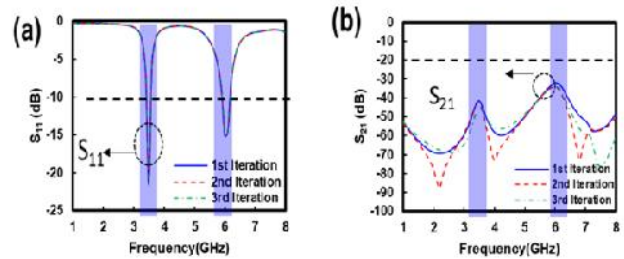 (a)
0
-5
-10
-15
-20
-25
S11 (dB)
S11
1st Iteration
2nd Iteration
3rd Iteration
1 2 3 4 5 6 7 8
Frequency(GHz)
(b)
0
-10
-20
-30
-40
-50
-60
-70
-80
-90
-100
S21 (dB)
S21
1st Iteration
2nd Iteration
3rd Iteration
1 2 3 4 5 6 7 8
Frequency(GHz)